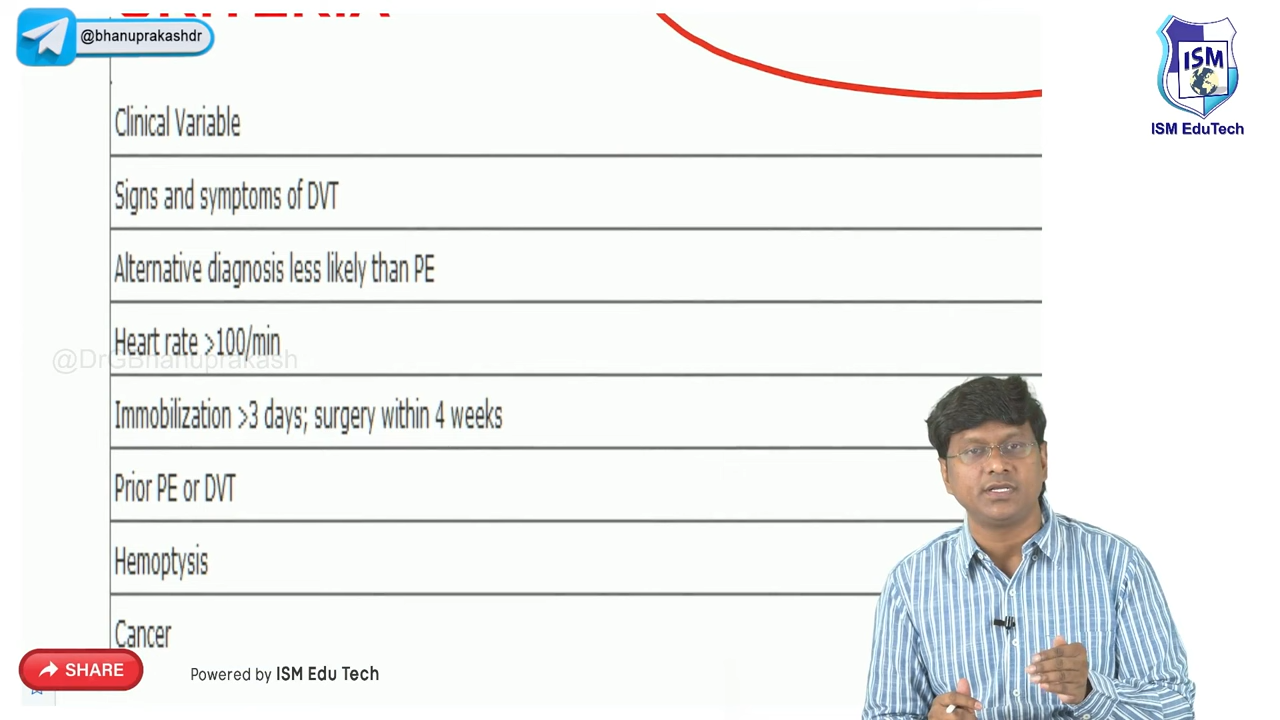 CRITERIA
@bhanuprakashdr
ISM
ISM EduTech
Clinical Variable
Signs and symptoms of DVT
Alternative diagnosis less likely than PE
Heart rate >100/min
@DrGBhanuprakash
Immobilization >3 days; surgery within 4 weeks
Prior PE or DVT
Hemoptysis
Cancer
SHARE
Powered by ISM Edu Tech